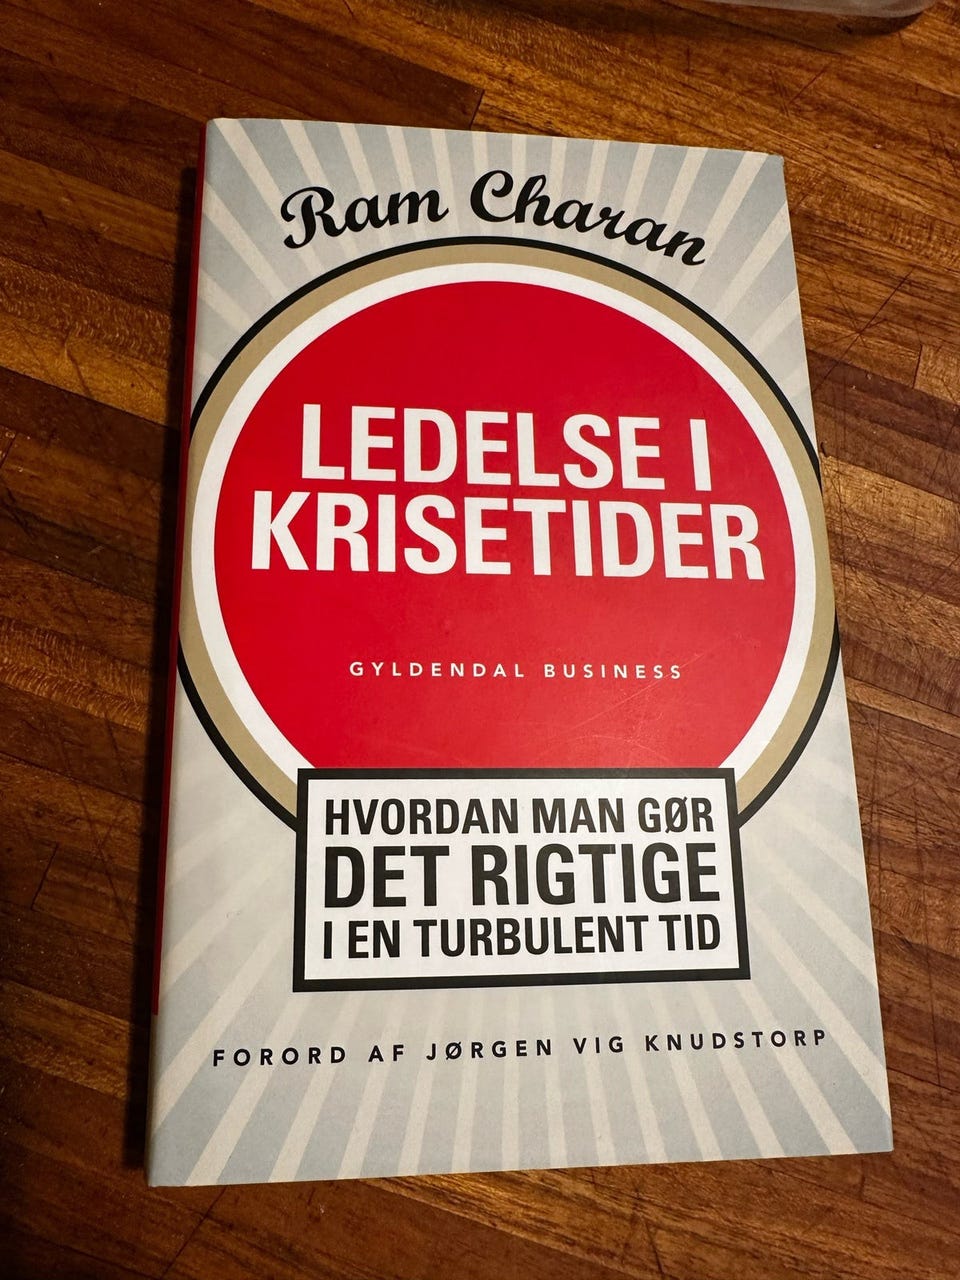 Ram Charan
LEDELSE I
KRISETIDER
GYLDENDAL BUSINESS
HVORDAN MAN GØR
DET RIGTIGE
I EN TURBULENT TID
FORORD AF JØRGEN VIG KNUDSTORP